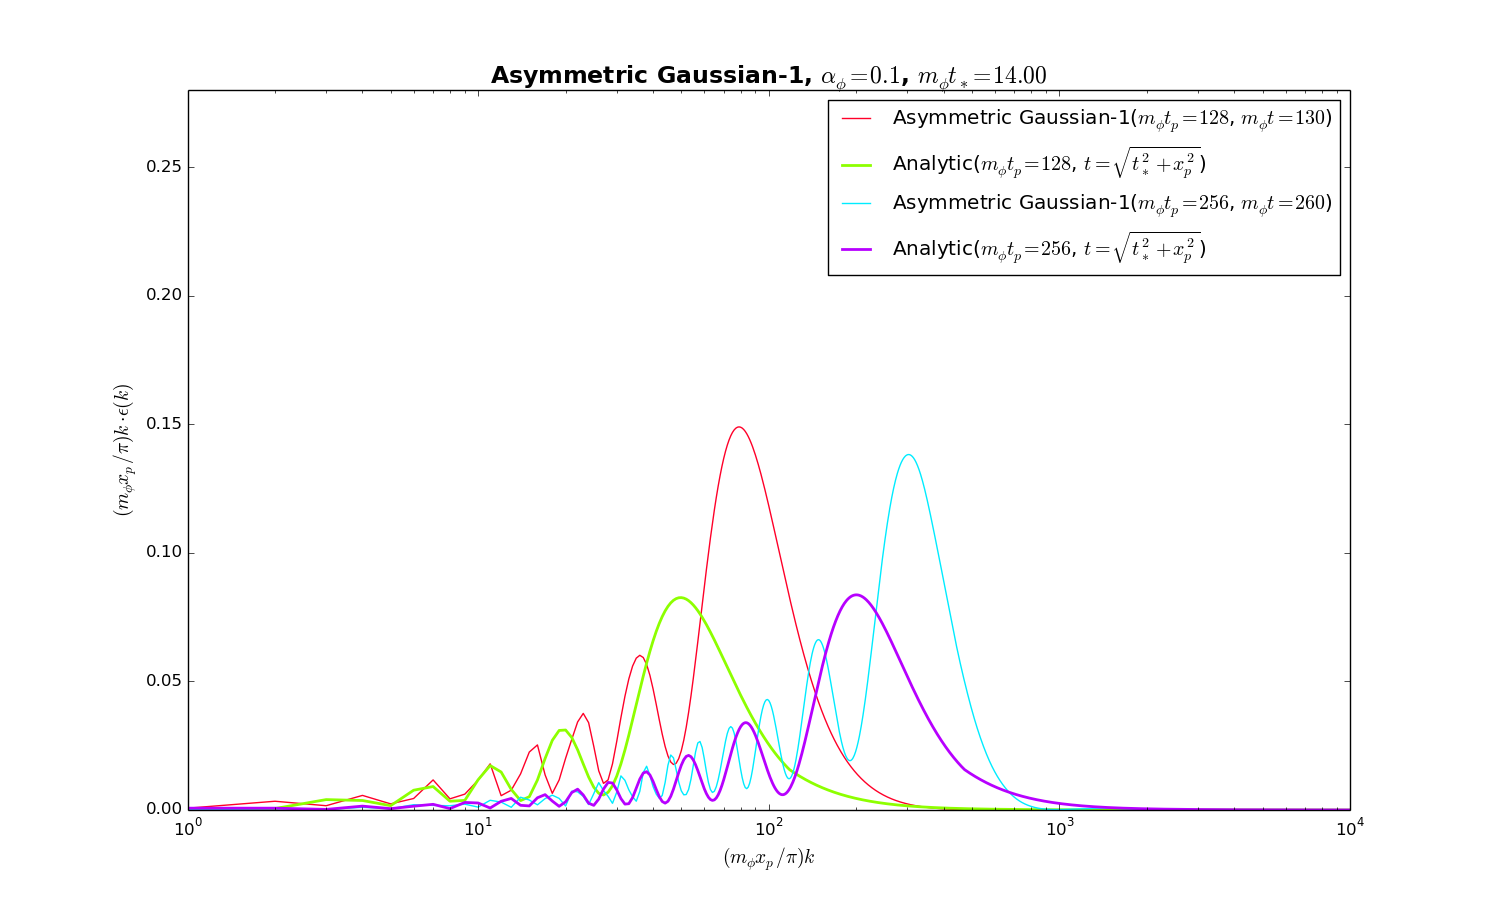 Asymmetric Gaussian-1, α_ϕ=0.1, m_ϕt_*=14.00
Asymmetric Gaussian-1(m_ϕt_p=128, m_ϕt=130)
Analytic(m_ϕt_p=128, t=√(t_*^2+x_p^2))
Asymmetric Gaussian-1(m_ϕt_p=256, m_ϕt=260)
Analytic(m_ϕt_p=256, t=√(t_*^2+x_p^2))
(m_ϕx_p/π)k·ϵ(k)
0.25
0.20
0.15
0.10
0.05
0.00
10^0 10^1 10^2 10^3 10^4
(m_ϕx_p/π)k